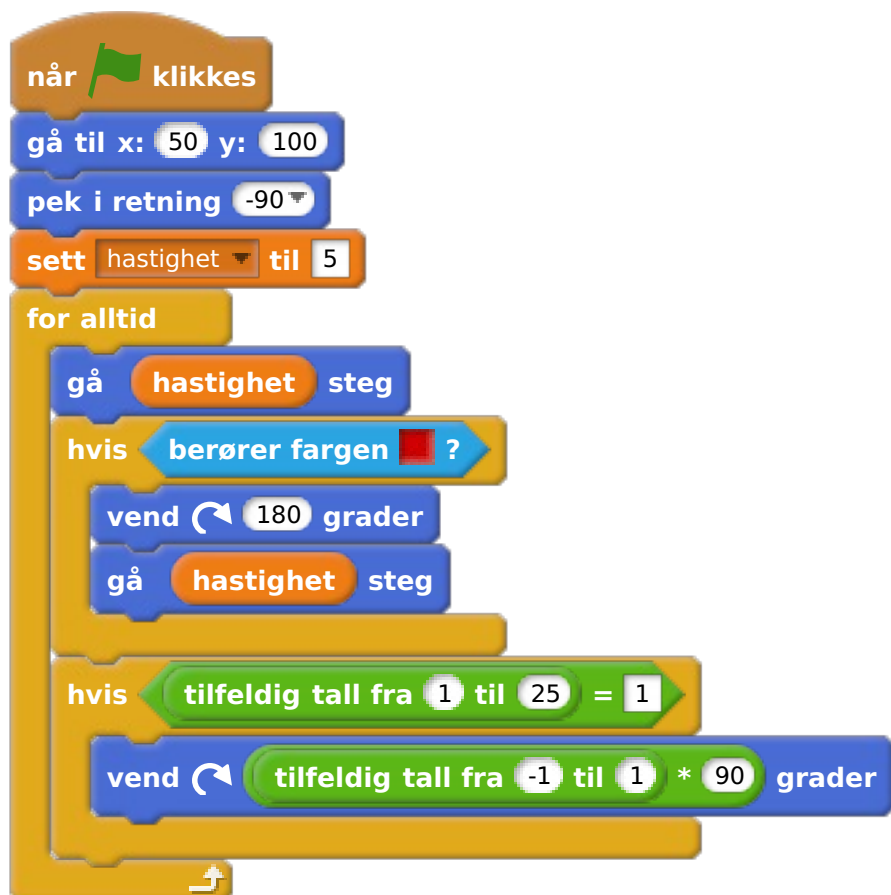 når klikkes
gå til x: 50 y: 100
pek i retning -90
sett hastighet til 5
for alltid
gå hastighet steg
hvis berører fargen ?
vend 180 grader
gå hastighet steg
hvis tilfeldig tall fra 1 til 25 = 1
vend tilfeldig tall fra -1 til 1 * 90 grader